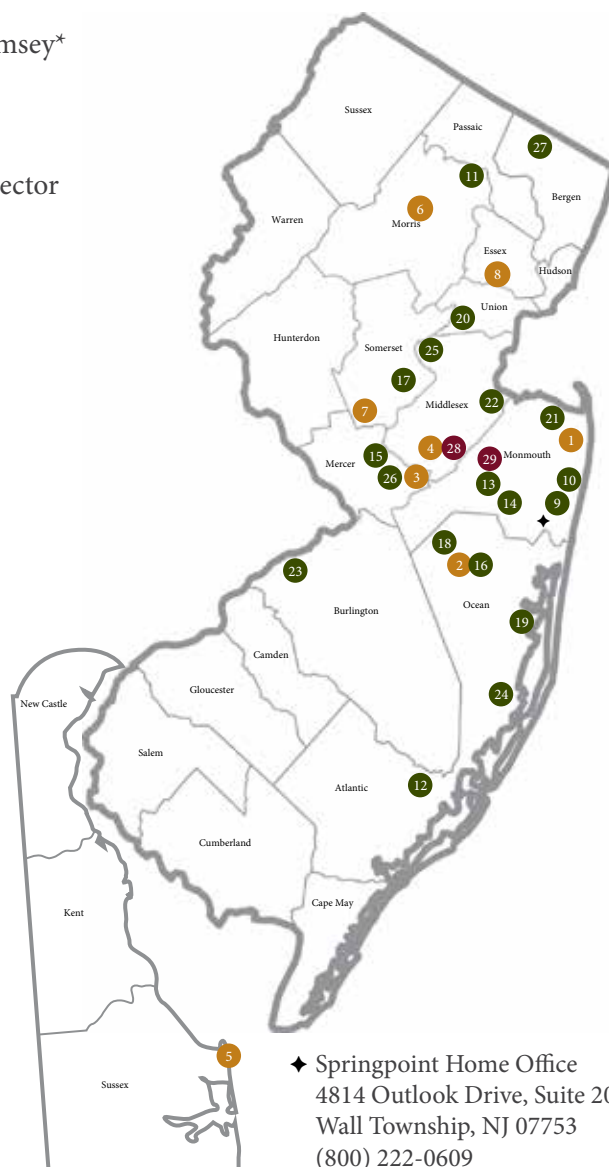 msey*
ector
Sussex
Passaic
27
11
Bergen
6
Warren
Morris
Essex
8
Hudson
Union
20
Hunterdon
Somerset
25
17
Middlesex
22
7
21
1
4
28
Monmouth
15
29
Mercer
26
3
13
10
14
9
18
2
16
23
Ocean
Burlington
19
Camden
Gloucester
24
New Castle
Salem
Atlantic
12
Cumberland
Cape May
Kent
5
Sussex
✦ Springpoint Home Office
4814 Outlook Drive, Suite 20
Wall Township, NJ 07753
(800) 222-0609